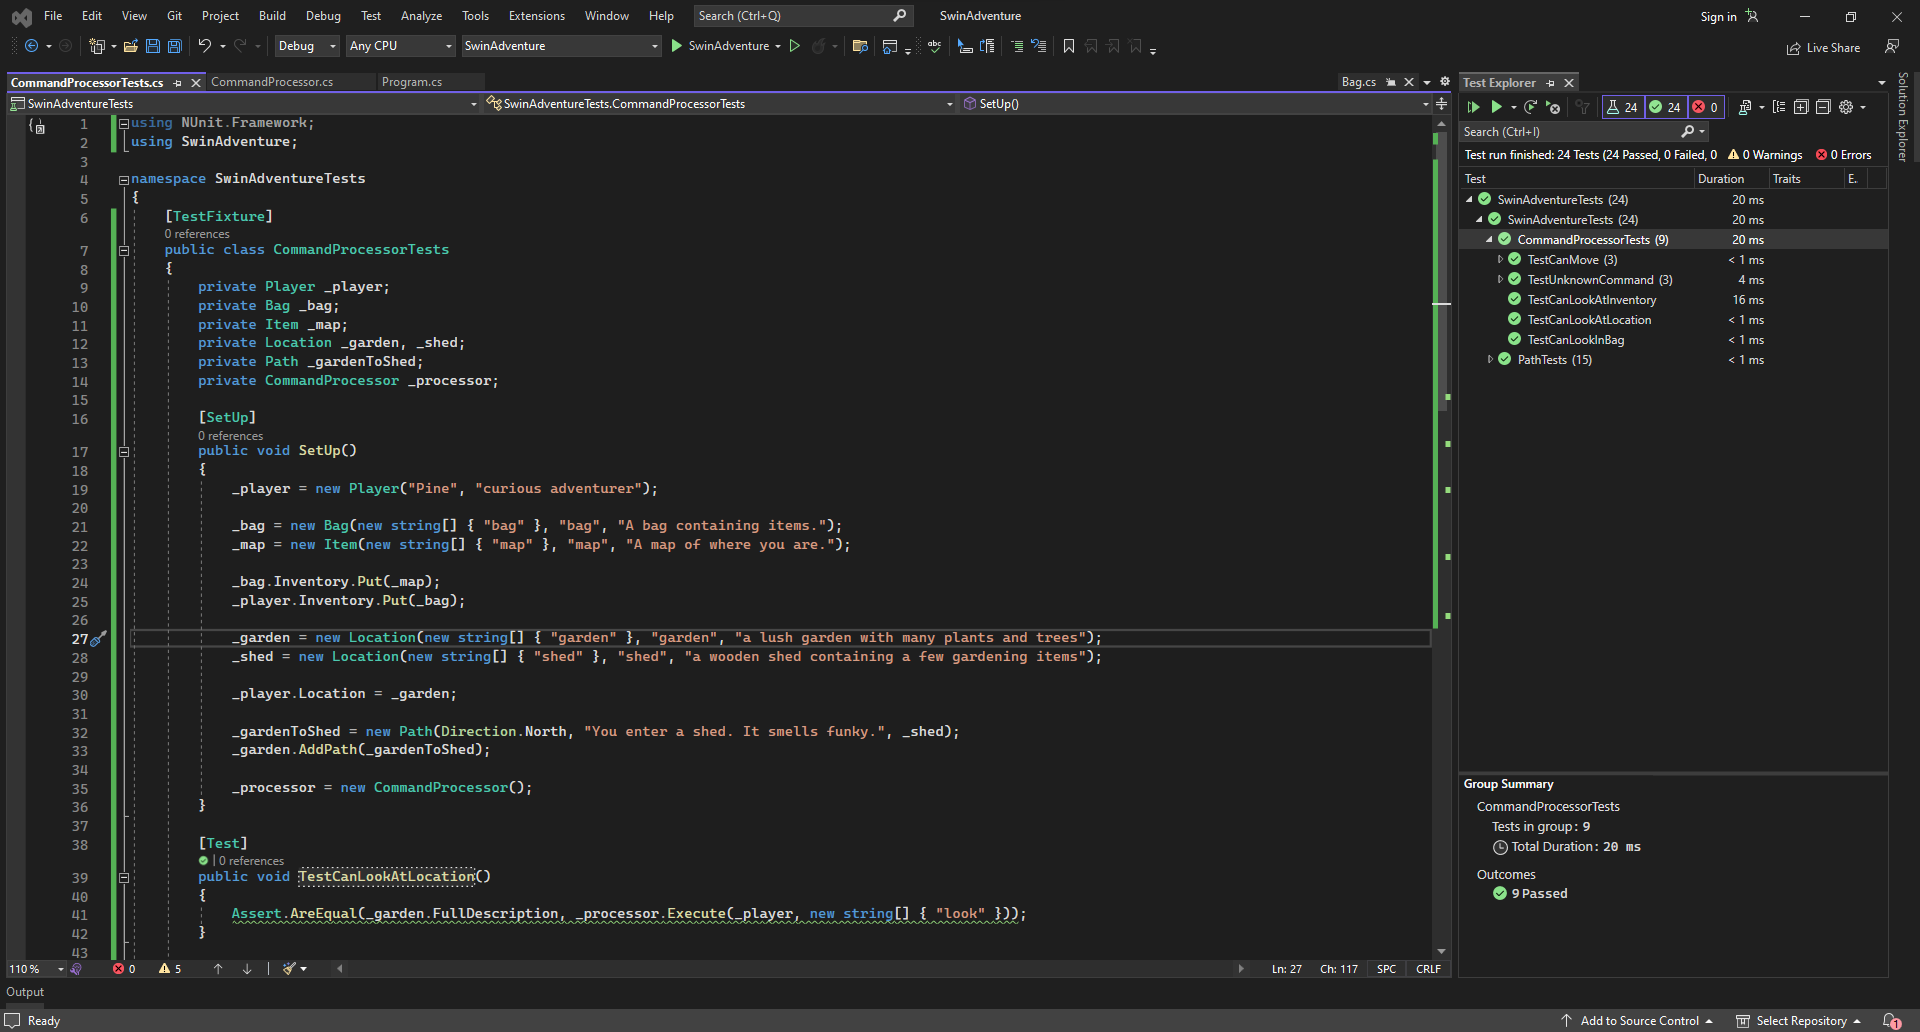 File Edit View Git Project Build Debug Test Analyze Tools Extensions Window Help Search (Ctrl+Q) SwinAdventure Sign in
Debug Any CPU SwinAdventure SwinAdventure Live Share
CommandProcessorTests.cs CommandProcessor.cs Program.cs Bag.cs
SwinAdventureTests SwinAdventureTests.CommandProcessorTests SetUp()
1 using NUnit.Framework;
2 using SwinAdventure;
3
4 namespace SwinAdventureTests
5 {
6 [TestFixture]
0 references
7 public class CommandProcessorTests
8 {
9 private Player _player;
10 private Bag _bag;
11 private Item _map;
12 private Location _garden, _shed;
13 private Path _gardenToShed;
14 private CommandProcessor _processor;
15
16 [SetUp]
0 references
17 public void SetUp()
18 {
19 _player = new Player("Pine", "curious adventurer");
20
21 _bag = new Bag(new string[] { "bag" }, "bag", "A bag containing items.");
22 _map = new Item(new string[] { "map" }, "map", "A map of where you are.");
23
24 _bag.Inventory.Put(_map);
25 _player.Inventory.Put(_bag);
26
27 _garden = new Location(new string[] { "garden" }, "garden", "a lush garden with many plants and trees");
28 _shed = new Location(new string[] { "shed" }, "shed", "a wooden shed containing a few gardening items");
29
30 _player.Location = _garden;
31
32 _gardenToShed = new Path(Direction.North, "You enter a shed. It smells funky.", _shed);
33 _garden.AddPath(_gardenToShed);
34
35 _processor = new CommandProcessor();
36 }
37
38 [Test]
| 0 references
39 public void TestCanLookAtLocation()
40 {
41 Assert.AreEqual(_garden.FullDescription, _processor.Execute(_player, new string[] { "look" }));
42 }
43
110 % 0 5 Ln: 27 Ch: 117 SPC CRLF
Test Explorer
24 24 0
Search (Ctrl+I)
Test run finished: 24 Tests (24 Passed, 0 Failed, 0 0 Warnings 0 Errors
Test Duration Traits E.
SwinAdventureTests (24) 20 ms
SwinAdventureTests (24) 20 ms
CommandProcessorTests (9) 20 ms
TestCanMove (3) < 1 ms
TestUnknownCommand (3) 4 ms
TestCanLookAtInventory 16 ms
TestCanLookAtLocation < 1 ms
TestCanLookInBag < 1 ms
PathTests (15) < 1 ms
Group Summary
CommandProcessorTests
Tests in group: 9
Total Duration: 20 ms
Outcomes
9 Passed
Solution Explorer
Output
Ready Add to Source Control Select Repository 1